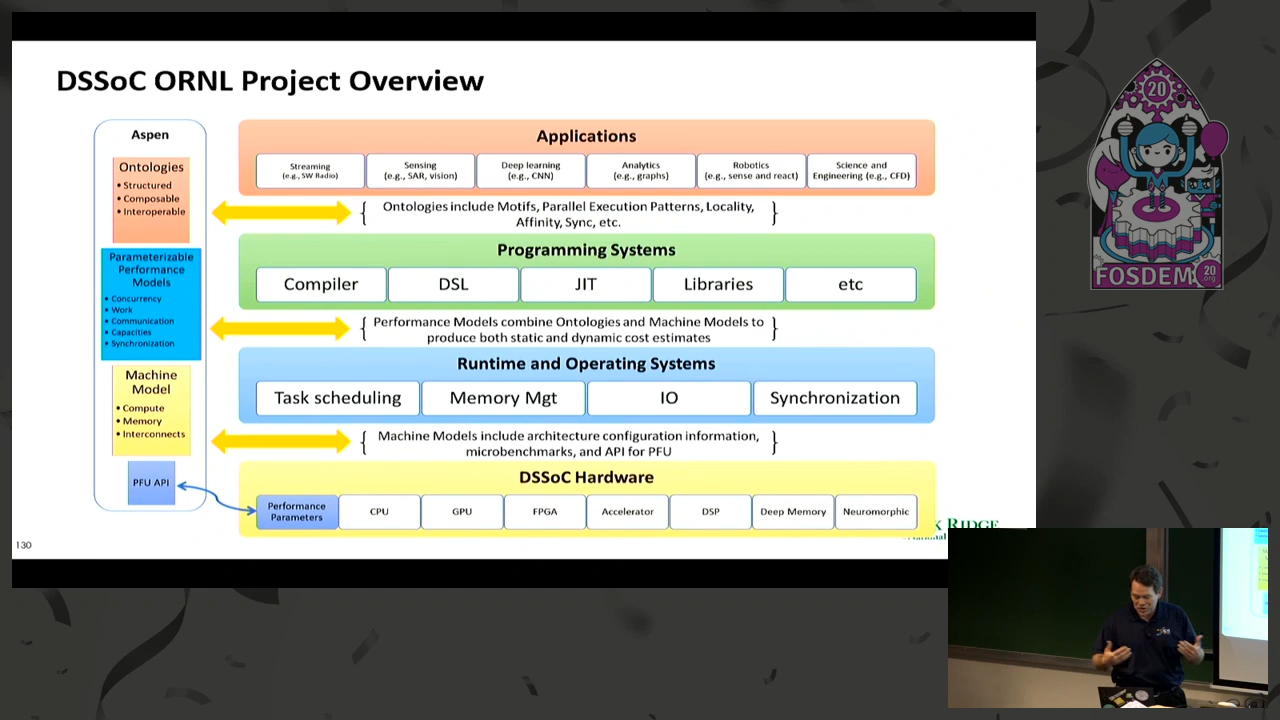 DSSoC ORNL Project Overview
Aspen
Ontologies
• Structured
• Composable
• Interoperable
Parameterizable
Performance
Models
• Concurrency
• Work
• Communication
• Capacities
• Synchronization
Machine
Model
• Compute
• Memory
• Interconnects
PFU API
Applications
Streaming
(e.g., SW Radio)
Sensing
(e.g., SAR, vision)
Deep learning
(e.g., CNN)
Analytics
(e.g., graphs)
Robotics
(e.g., sense and react)
Science and
Engineering (e.g., CFD)
{ Ontologies include Motifs, Parallel Execution Patterns, Locality, }
Affinity, Sync, etc.
Programming Systems
Compiler
DSL
JIT
Libraries
etc
{ Performance Models combine Ontologies and Machine Models to }
produce both static and dynamic cost estimates
Runtime and Operating Systems
Task scheduling
Memory Mgt
IO
Synchronization
{ Machine Models include architecture configuration information, }
microbenchmarks, and API for PFU
DSSoC Hardware
Performance
Parameters
CPU
GPU
FPGA
Accelerator
DSP
Deep Memory
Neuromorphic
K RIDGE
130
20
FOSDEM
20
.org